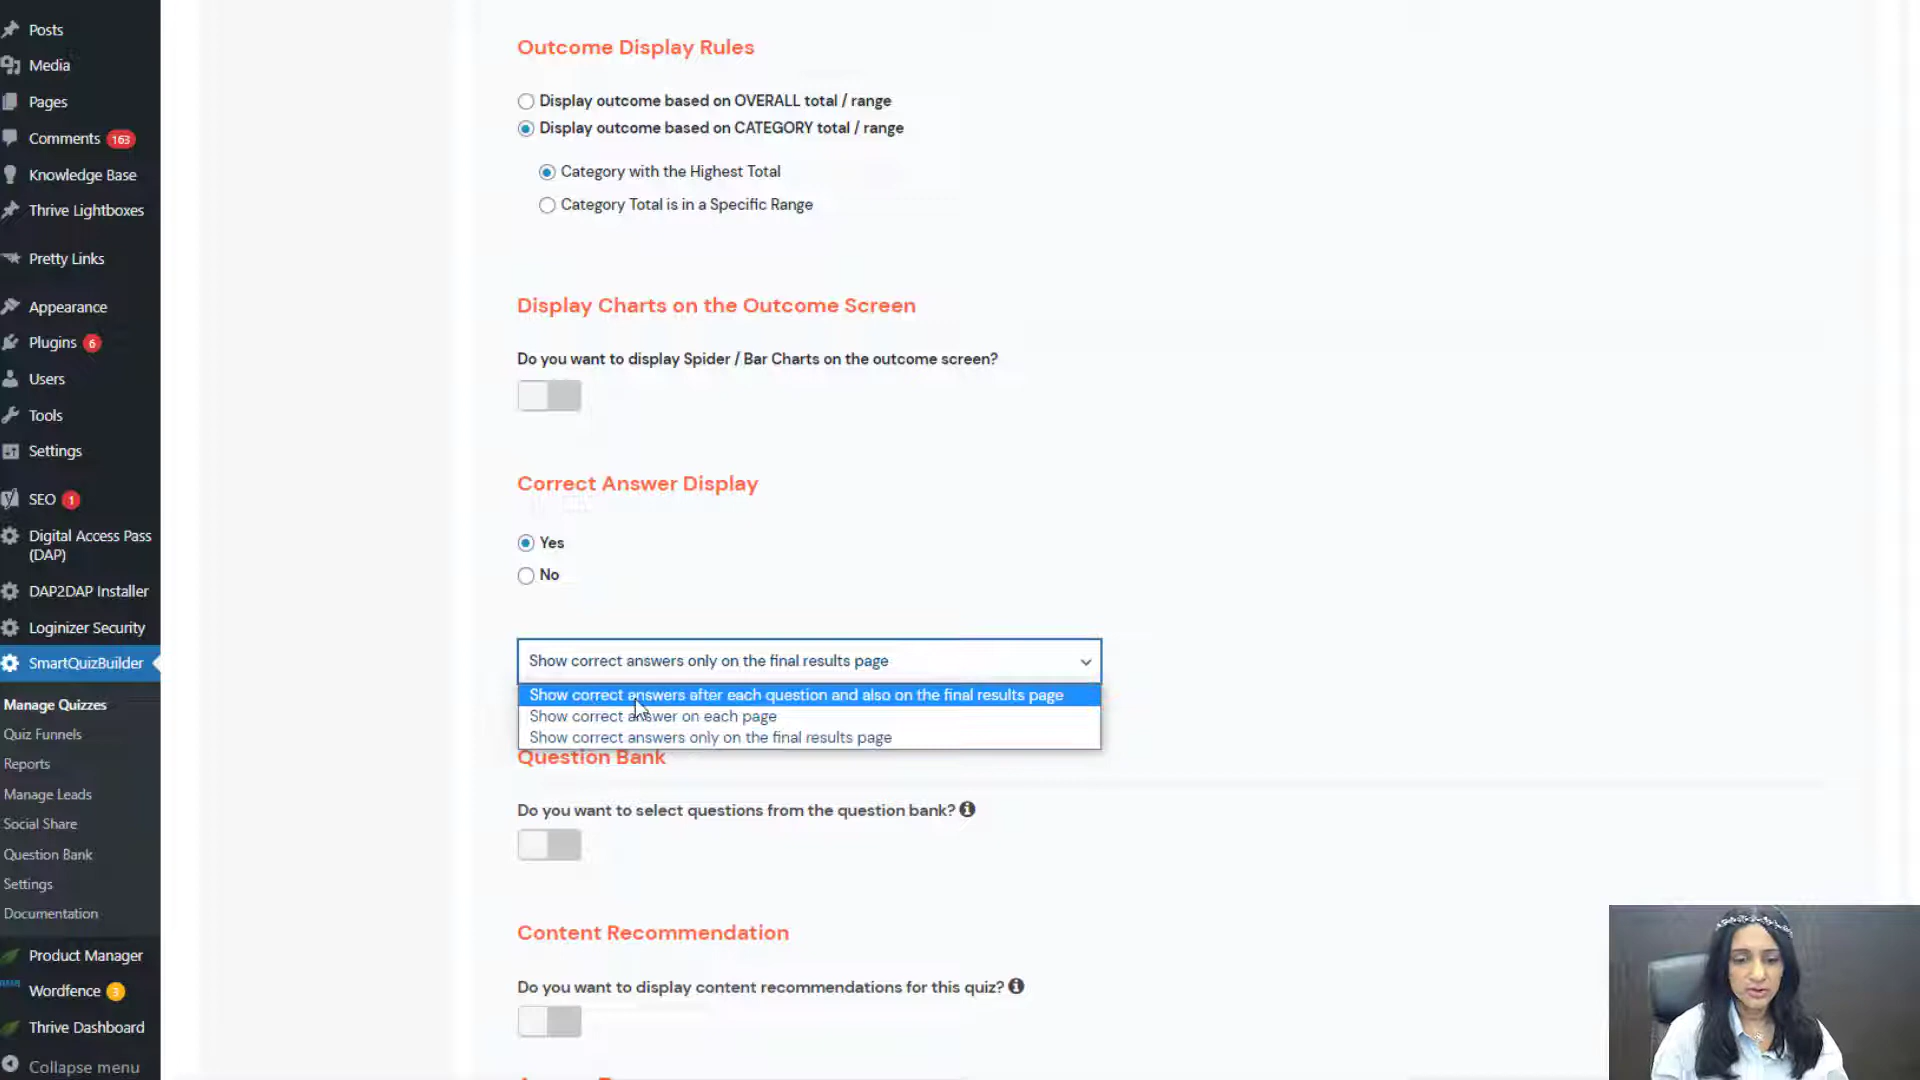 Posts
Media
Pages
Comments 163
Knowledge Base
Thrive Lightboxes
Pretty Links
Appearance
Plugins 6
Users
Tools
Settings
SEO 1
Digital Access Pass
(DAP)
DAP2DAP Installer
Loginizer Security
SmartQuizBuilder
Manage Quizzes
Quiz Funnels
Reports
Manage Leads
Social Share
Question Bank
Settings
Documentation
Product Manager
Wordfence 3
Thrive Dashboard
Collapse menu
Outcome Display Rules
Display outcome based on OVERALL total / range
Display outcome based on CATEGORY total / range
Category with the Highest Total
Category Total is in a Specific Range
Display Charts on the Outcome Screen
Do you want to display Spider / Bar Charts on the outcome screen?
Correct Answer Display
Yes
No
Show correct answers only on the final results page
Show correct answers after each question and also on the final results page
Show correct answer on each page
Show correct answers only on the final results page
Question Bank
Do you want to select questions from the question bank?
Content Recommendation
Do you want to display content recommendations for this quiz?